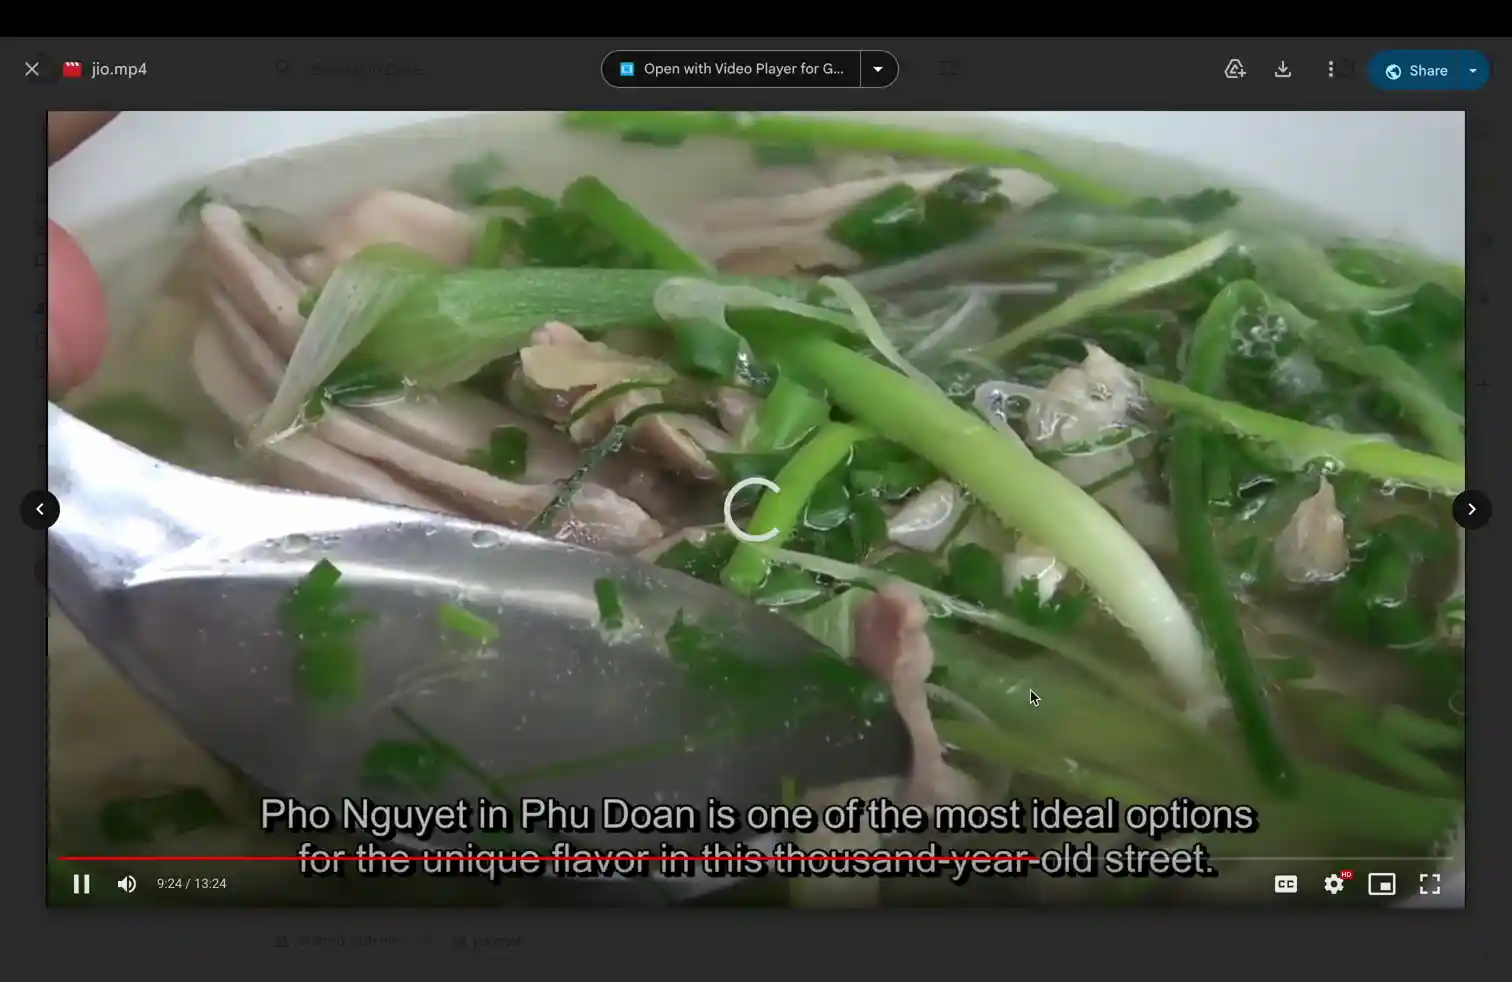 jio.mp4
Open with Video Player for G...
Share
Pho Nguyet in Phu Doan is one of the most ideal options
for the unique flavor in this thousand-year-old street.
9:24 / 13:24
CC
HD